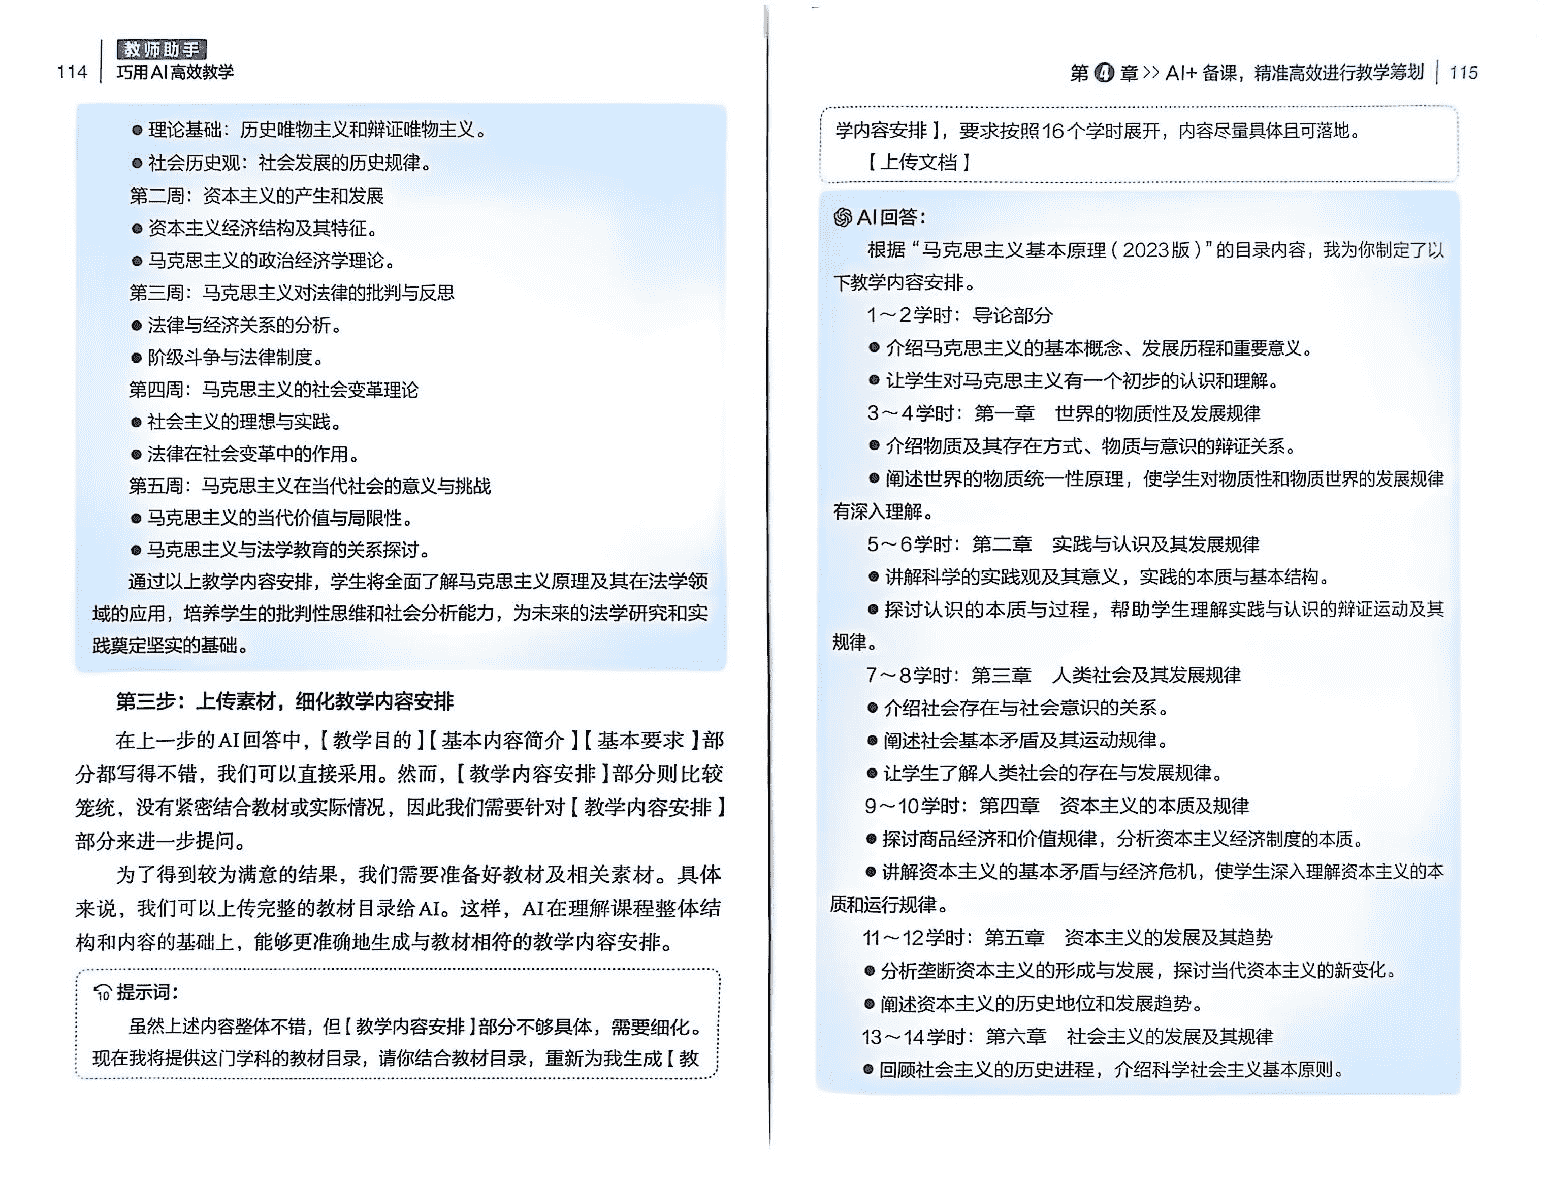 114
教师助手
巧用AI高效教学
● 理论基础：历史唯物主义和辩证唯物主义。
● 社会历史观：社会发展的历史规律。
第二周：资本主义的产生和发展
● 资本主义经济结构及其特征。
● 马克思主义的政治经济学理论。
第三周：马克思主义对法律的批判与反思
● 法律与经济关系的分析。
● 阶级斗争与法律制度。
第四周：马克思主义的社会变革理论
● 社会主义的理想与实践。
● 法律在社会变革中的作用。
第五周：马克思主义在当代社会的意义与挑战
● 马克思主义的当代价值与局限性。
● 马克思主义与法学教育的关系探讨。
通过以上教学内容安排，学生将全面了解马克思主义原理及其在法学领
域的应用，培养学生的批判性思维和社会分析能力，为未来的法学研究和实
践奠定坚实的基础。
第三步：上传素材，细化教学内容安排
在上一步的AI回答中，【教学目的】【基本内容简介】【基本要求】部
分都写得不错，我们可以直接采用。然而，【教学内容安排】部分则比较
笼统，没有紧密结合教材或实际情况，因此我们需要针对【教学内容安排】
部分来进一步提问。
为了得到较为满意的结果，我们需要准备好教材及相关素材。具体
来说，我们可以上传完整的教材目录给AI。这样，AI在理解课程整体结
构和内容的基础上，能够更准确地生成与教材相符的教学内容安排。
提示词：
虽然上述内容整体不错，但【教学内容安排】部分不够具体，需要细化。
现在我将提供这门学科的教材目录，请你结合教材目录，重新为我生成【教
第4章>> AI+备课，精准高效进行教学筹划
115
学内容安排】，要求按照16个学时展开，内容尽量具体且可落地。
【上传文档】
AI回答：
根据“马克思主义基本原理（2023版）”的目录内容，我为你制定了以
下教学内容安排。
1～2学时：导论部分
● 介绍马克思主义的基本概念、发展历程和重要意义。
● 让学生对马克思主义有一个初步的认识和理解。
3～4学时：第一章　世界的物质性及发展规律
● 介绍物质及其存在方式、物质与意识的辩证关系。
● 阐述世界的物质统一性原理，使学生对物质性和物质世界的发展规律
有深入理解。
5～6学时：第二章　实践与认识及其发展规律
● 讲解科学的实践观及其意义，实践的本质与基本结构。
● 探讨认识的本质与过程，帮助学生理解实践与认识的辩证运动及其
规律。
7～8学时：第三章　人类社会及其发展规律
● 介绍社会存在与社会意识的关系。
● 阐述社会基本矛盾及其运动规律。
● 让学生了解人类社会的存在与发展规律。
9～10学时：第四章　资本主义的本质及规律
● 探讨商品经济和价值规律，分析资本主义经济制度的本质。
● 讲解资本主义的基本矛盾与经济危机，使学生深入理解资本主义的本
质和运行规律。
11～12学时：第五章　资本主义的发展及其趋势
● 分析垄断资本主义的形成与发展，探讨当代资本主义的新变化。
● 阐述资本主义的历史地位和发展趋势。
13～14学时：第六章　社会主义的发展及其规律
● 回顾社会主义的历史进程，介绍科学社会主义基本原则。